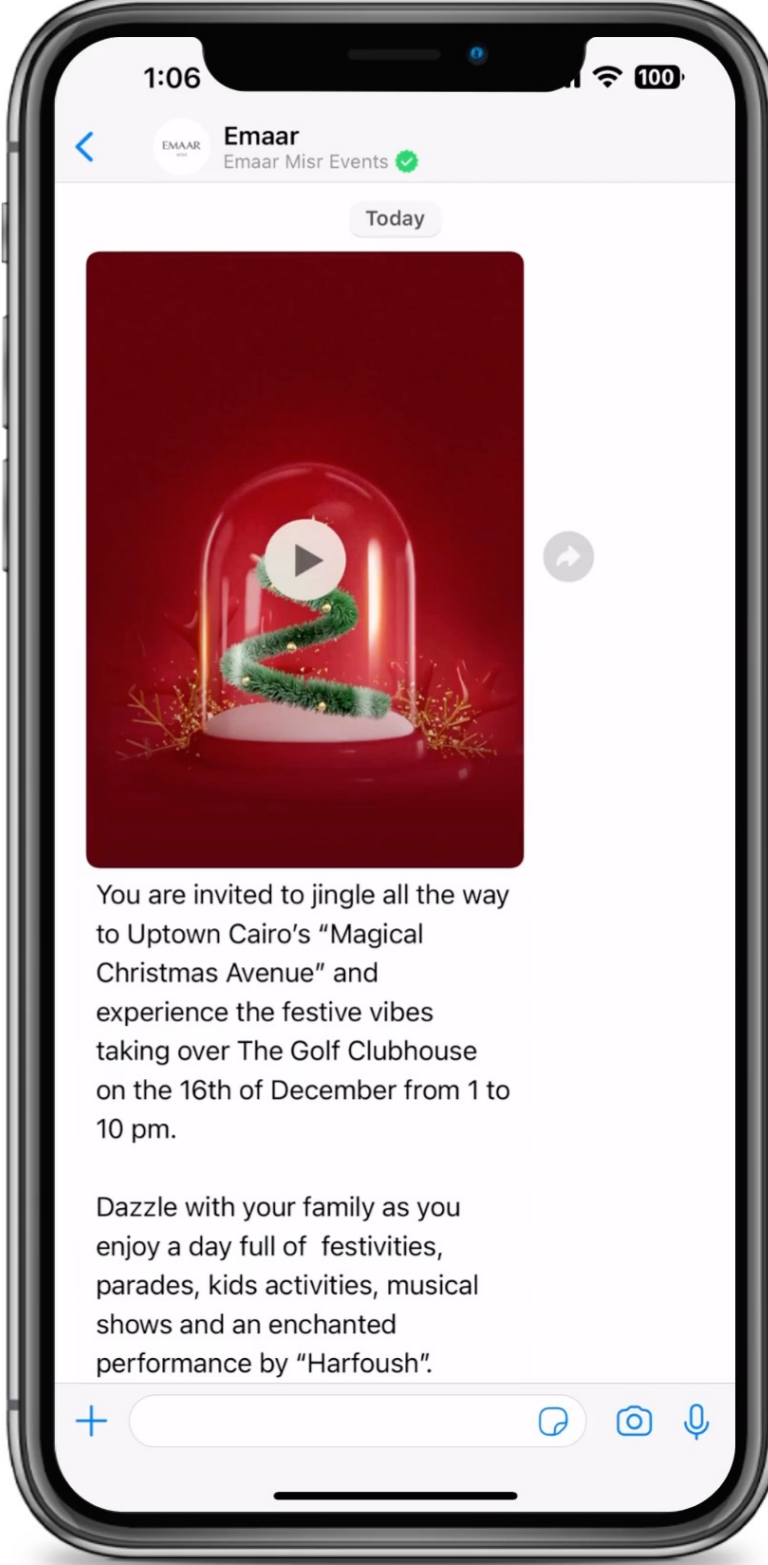 1:06
100
EMAAR
Emaar
Emaar Misr Events
Today
You are invited to jingle all the way
to Uptown Cairo’s “Magical
Christmas Avenue” and
experience the festive vibes
taking over The Golf Clubhouse
on the 16th of December from 1 to
10 pm.
Dazzle with your family as you
enjoy a day full of  festivities,
parades, kids activities, musical
shows and an enchanted
performance by “Harfoush”.